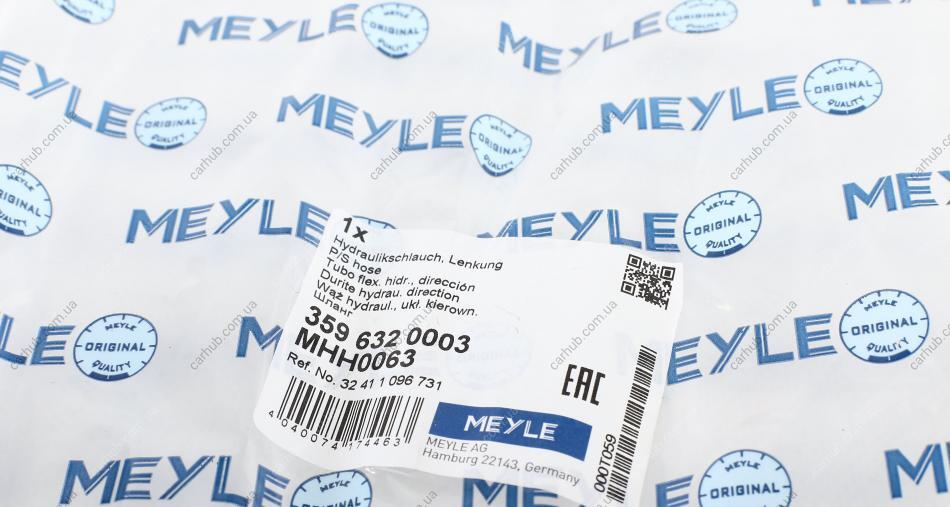 MEYLE
MEYLE ORIGINAL QUALITY
1x
Hydraulikschlauch, Lenkung
P/S hose
Tubo flex. hidr., dirección
Durite hydrau. direction
Wąż hydraul., ukł. kierown.
Шланг
359 632 0003
MHH0063
Ref. No. 32 41 1 096 731
4 040074 174463
EAC
MEYLE
MEYLE AG
Hamburg 22143, Germany
0001059
carhub.com.ua